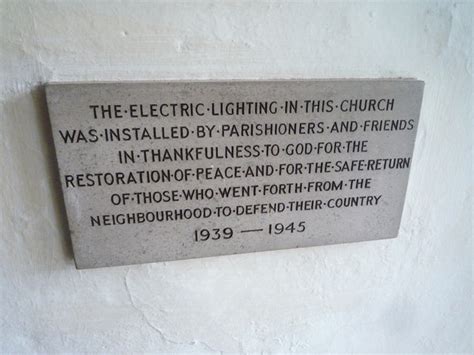 THE·ELECTRIC·LIGHTING·IN·THIS·CHURCH
WAS·INSTALLED·BY·PARISHIONERS·AND·FRIENDS
IN·THANKFULNESS·TO·GOD·FOR·THE
RESTORATION·OF·PEACE·AND·FOR·THE·SAFE·RETURN
OF·THOSE·WHO·WENT·FORTH·FROM·THE
NEIGHBOURHOOD·TO·DEFEND·THEIR·COUNTRY
1939 — 1945